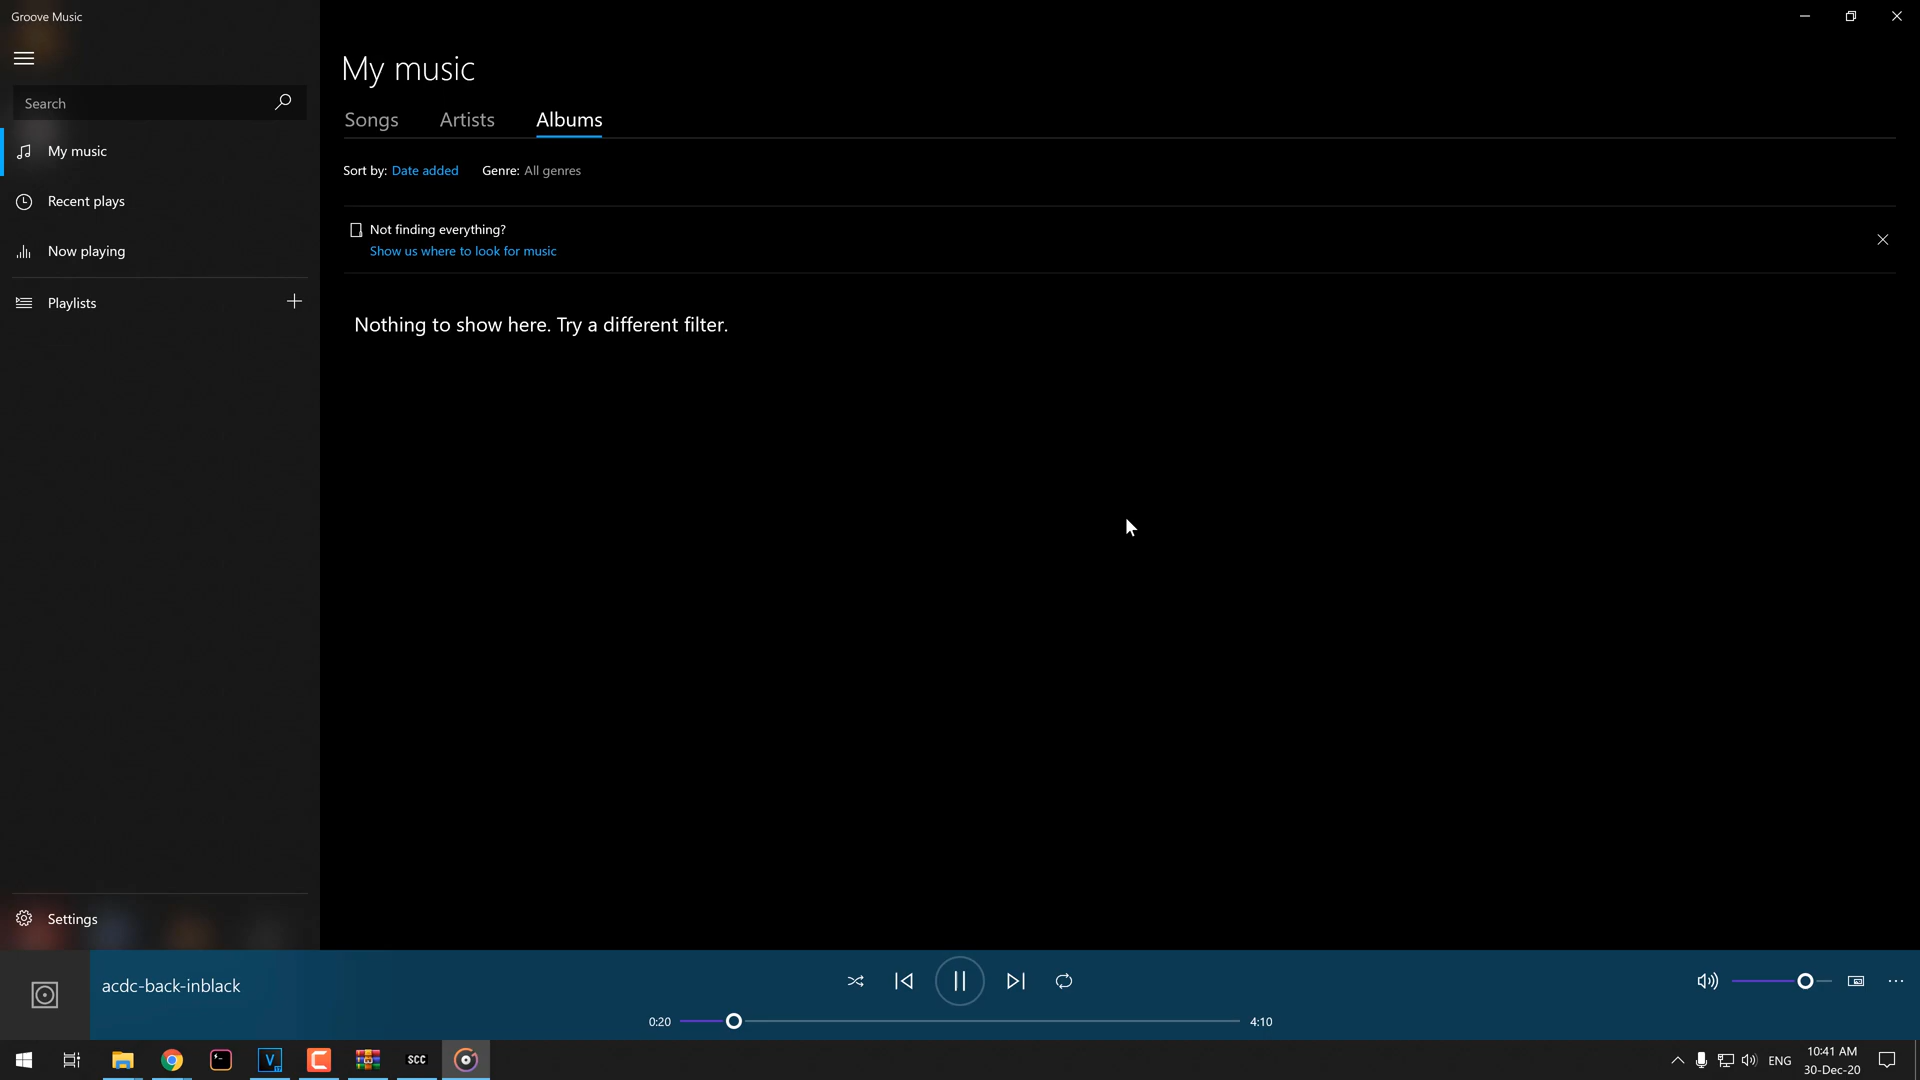 Groove Music
Search
My music
Recent plays
Now playing
Playlists
Settings
My music
Songs Artists Albums
Sort by: Date added Genre: All genres
Not finding everything?
Show us where to look for music
Nothing to show here. Try a different filter.
acdc-back-inblack
0:20 4:10
V
SCC
ENG
10:41 AM
30-Dec-20